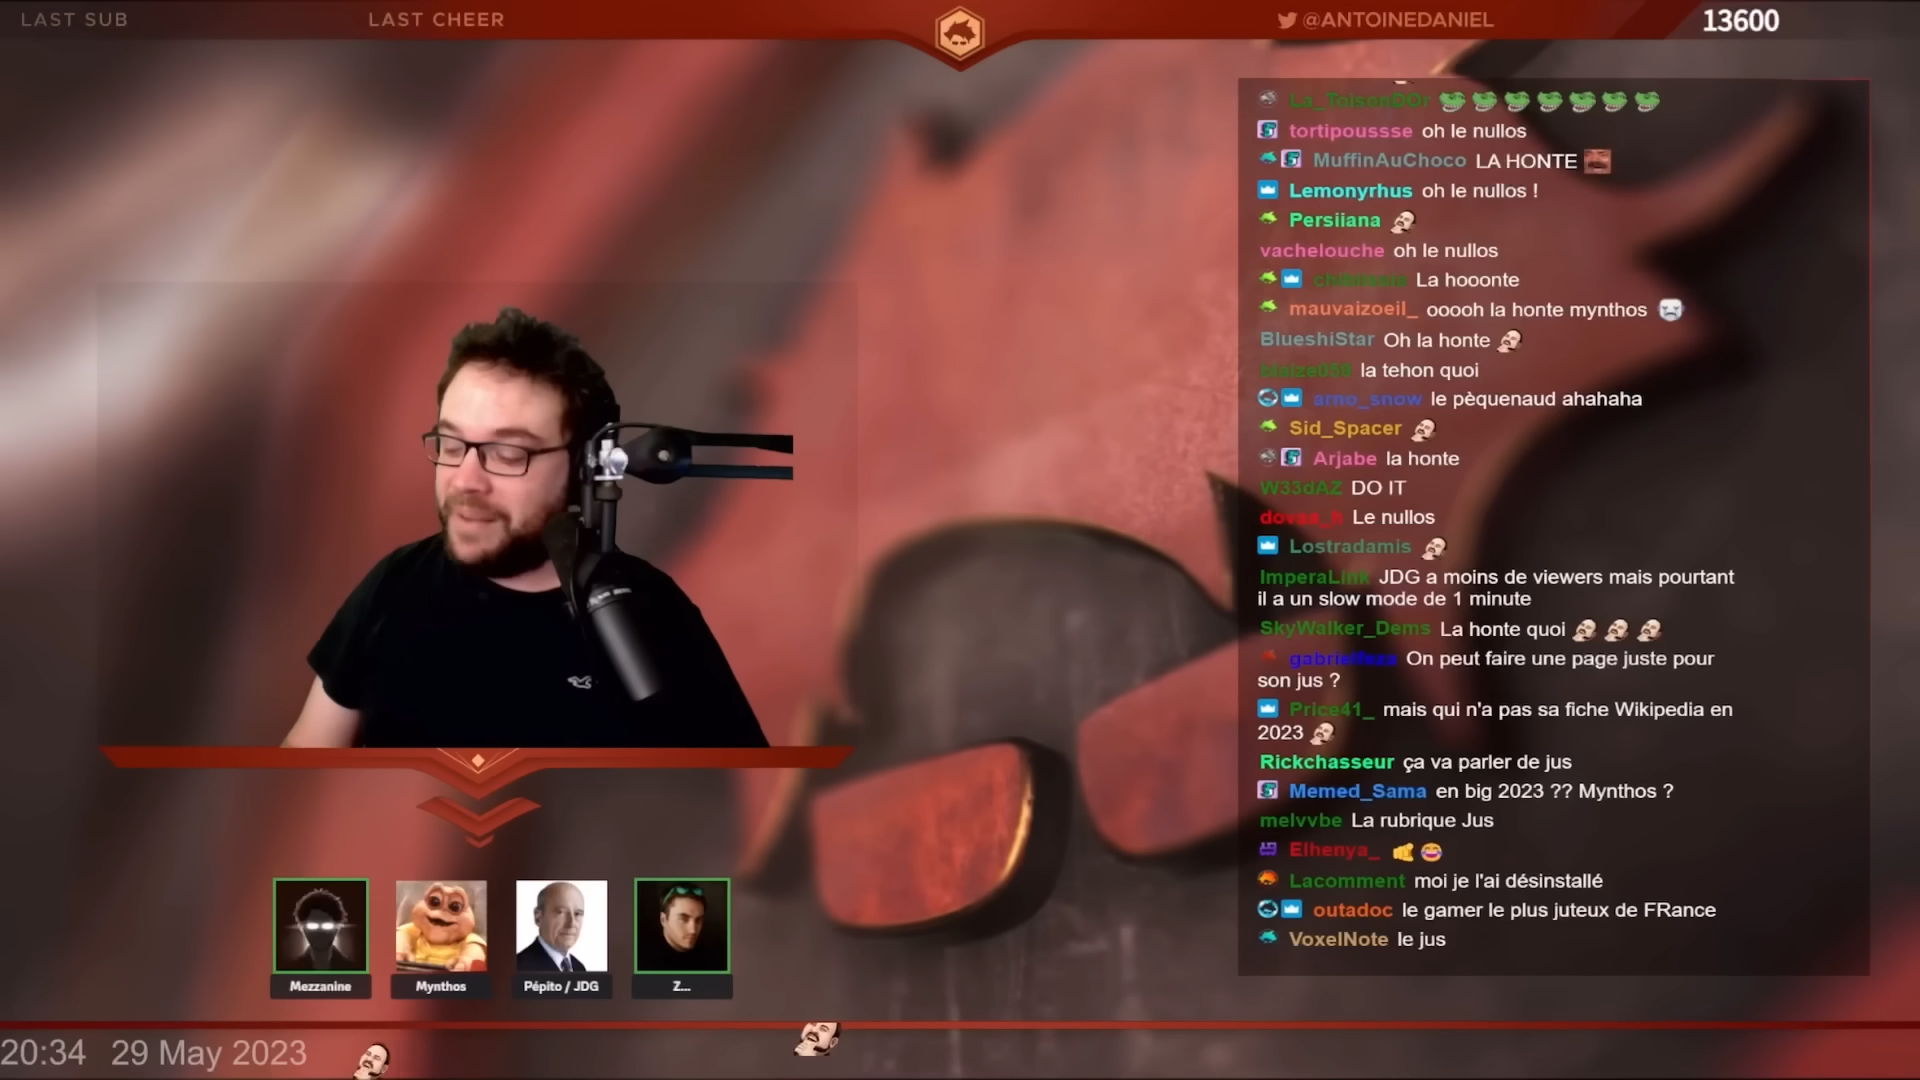 LAST SUB
LAST CHEER
@ANTOINEDANIEL
13600
La_ToisonDOr
tortipoussse oh le nullos
MuffinAuChoco LA HONTE
Lemonyrhus oh le nullos !
Persiiana
vachelouche oh le nullos
La hooonte
mauvaizoeil_ ooooh la honte mynthos
BlueshiStar Oh la honte
la tehon quoi
arno_snow le pèquenaud ahahaha
Sid_Spacer
Arjabe la honte
W33dAZ DO IT
Le nullos
Lostradamis
ImperaLink JDG a moins de viewers mais pourtant
il a un slow mode de 1 minute
SkyWalker_Dems La honte quoi
On peut faire une page juste pour
son jus ?
Price41_ mais qui n'a pas sa fiche Wikipedia en
2023
Rickchasseur ça va parler de jus
Memed_Sama en big 2023 ?? Mynthos ?
melvvbe La rubrique Jus
Elhenya_
Lacomment moi je l'ai désinstallé
outadoc le gamer le plus juteux de FRance
VoxelNote le jus
Mezzanine
Mynthos
Pépito / JDG
Z...
20:34 29 May 2023